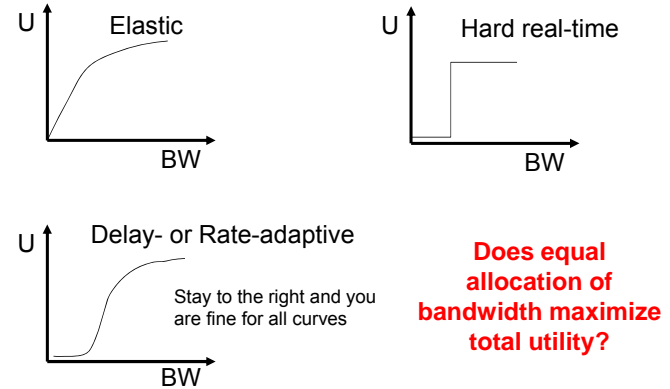 U
Elastic
BW
U
Hard real-time
BW
U
Delay- or Rate-adaptive
Stay to the right and you
are fine for all curves
BW
Does equal
allocation of
bandwidth maximize
total utility?